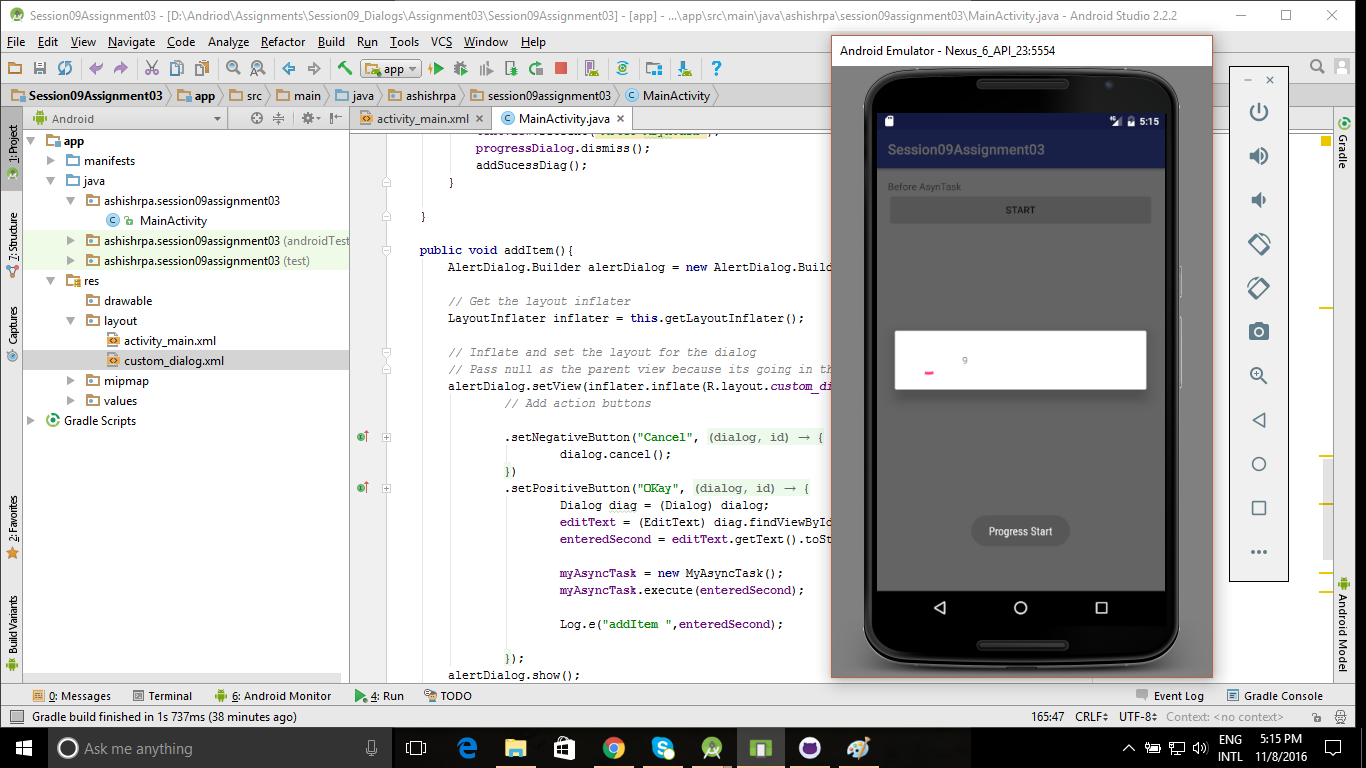 Session09Assignment03 - [D:\Andriod\Assignments\Session_09_Dialogs\Assignment03\Session09Assignment03] - [app] - ...\app\src\main\java\ashishrpa\session09assignment03\MainActivity.java - Android Studio 2.2.2
File Edit View Navigate Code Analyze Refactor Build Run Tools VCS Window Help
app
Session09Assignment03 app src main java ashishrpa session09assignment03 MainActivity
Android
activity_main.xml MainActivity.java
1: Project
7: Structure
Captures
2: Favorites
Build Variants
app
manifests
java
ashishrpa.session09assignment03
MainActivity
ashishrpa.session09assignment03 (androidTest
ashishrpa.session09assignment03 (test)
res
drawable
layout
activity_main.xml
custom_dialog.xml
mipmap
values
Gradle Scripts
progressDialog.dismiss();
addSucessDiag();
}
}
public void addItem(){
AlertDialog.Builder alertDialog = new AlertDialog.Build
// Get the layout inflater
LayoutInflater inflater = this.getLayoutInflater();
// Inflate and set the layout for the dialog
// Pass null as the parent view because its going in th
alertDialog.setView(inflater.inflate(R.layout.custom_di
// Add action buttons
.setNegativeButton("Cancel", (dialog, id) → {
dialog.cancel();
})
.setPositiveButton("OKay", (dialog, id) → {
Dialog diag = (Dialog) dialog;
editText = (EditText) diag.findViewById
enteredSecond = editText.getText().toSt
myAsyncTask = new MyAsyncTask();
myAsyncTask.execute(enteredSecond);
Log.e("addItem ",enteredSecond);
});
alertDialog.show();
Android Emulator - Nexus_6_API_23:5554
5:15
Session09Assignment03
Before AsynTask
START
9
Progress Start
Gradle
Android Model
0: Messages Terminal 6: Android Monitor 4: Run TODO Event Log Gradle Console
Gradle build finished in 1s 737ms (38 minutes ago) 165:47 CRLF UTF-8 Context: <no context>
Ask me anything
ENG
INTL
5:15 PM
11/8/2016